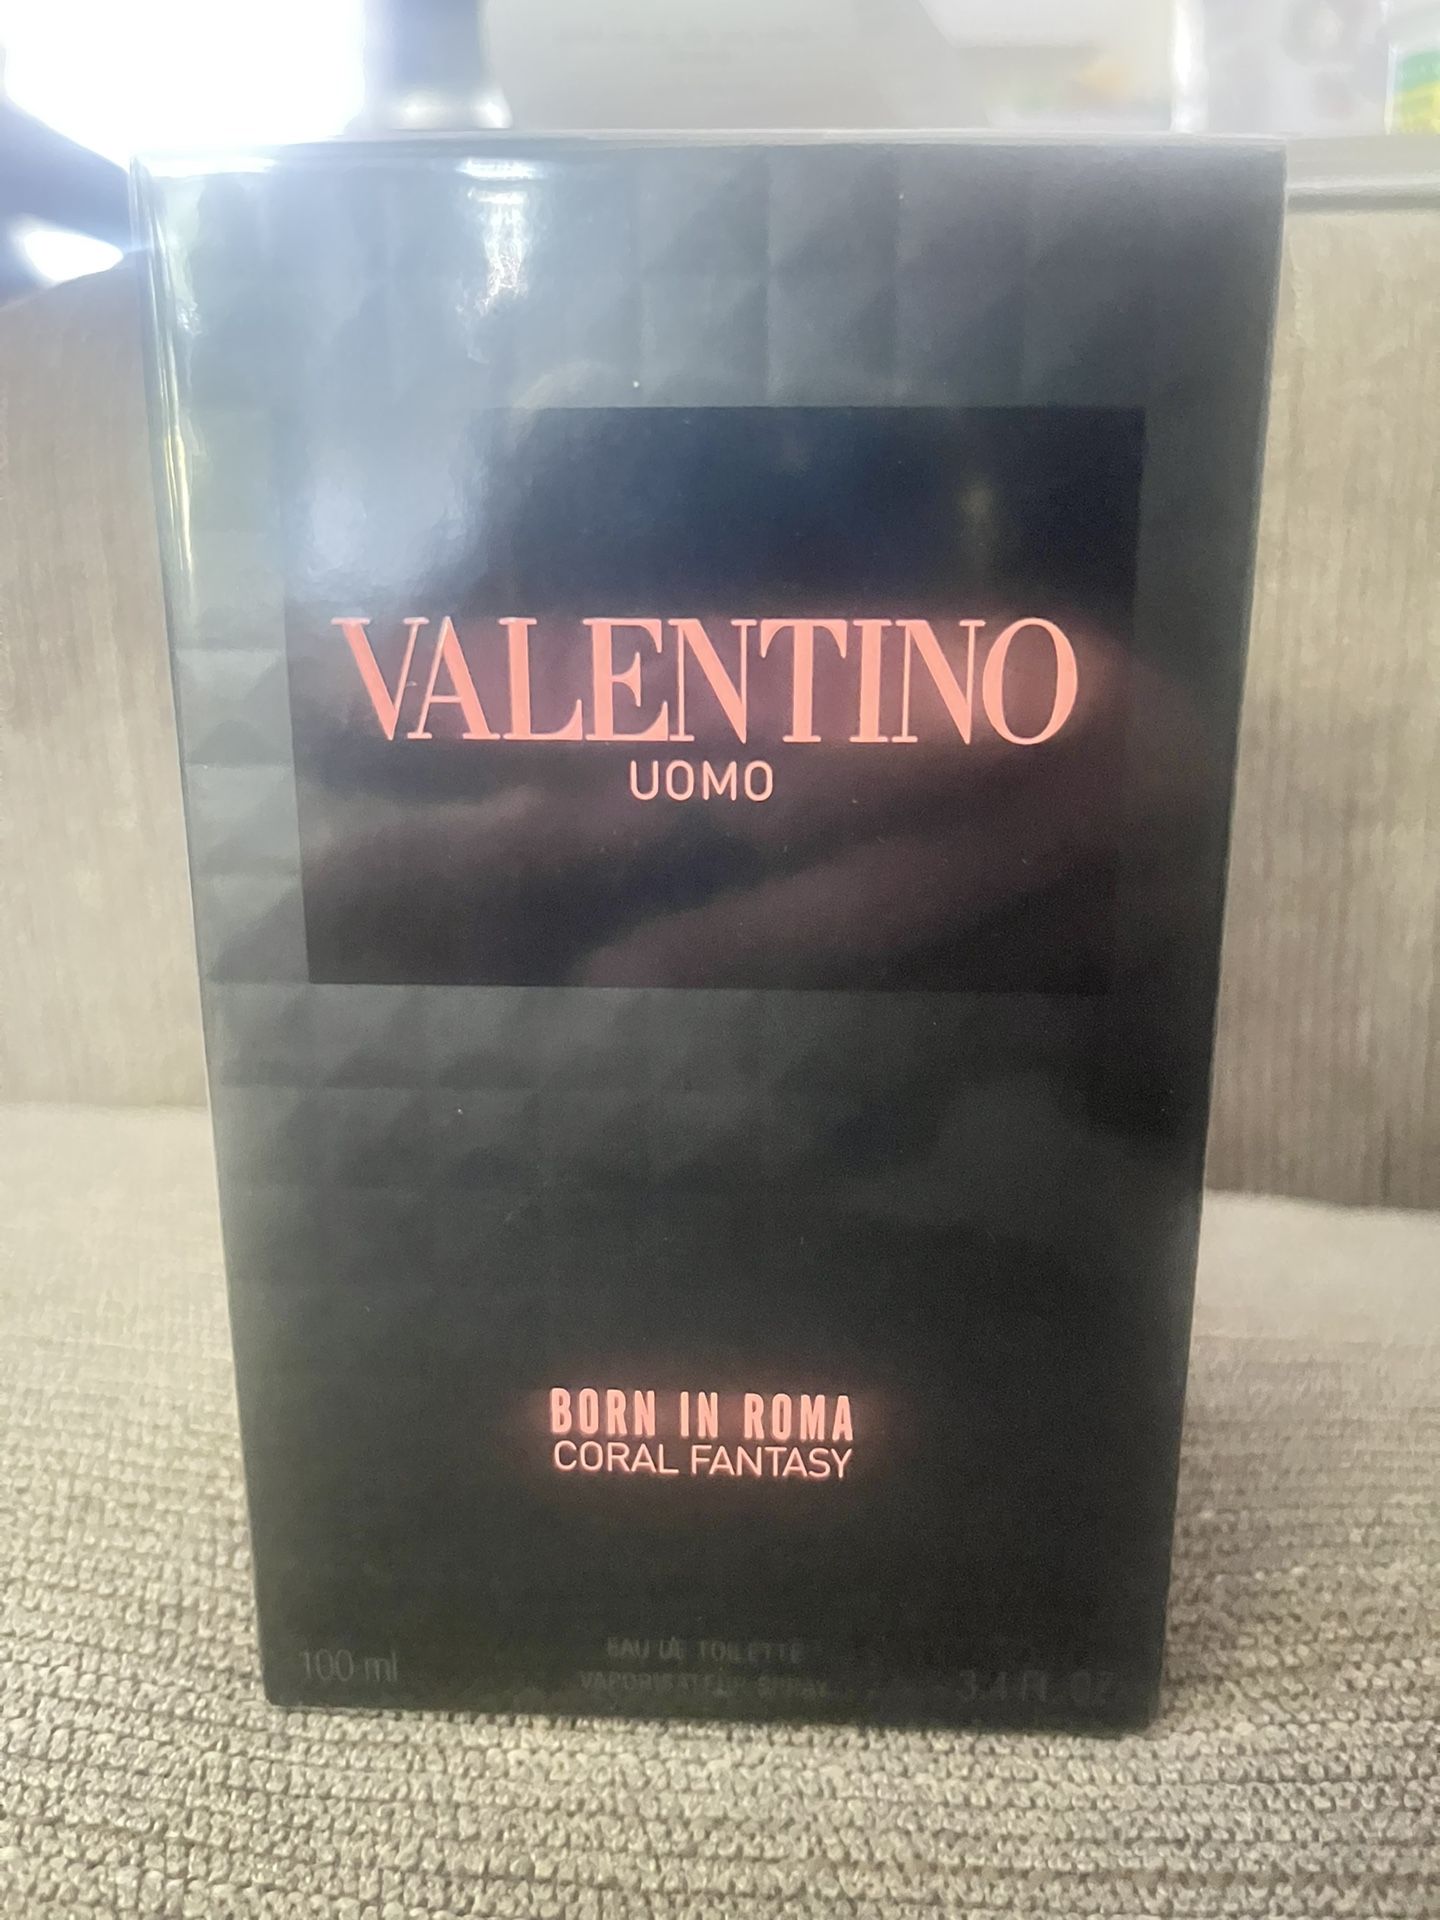 VALENTINO
UOMO
BORN IN ROMA
CORAL FANTASY
100 ml
EAU DE TOILETTE
VAPORISATEUR SPRAY
3.4 FL. OZ